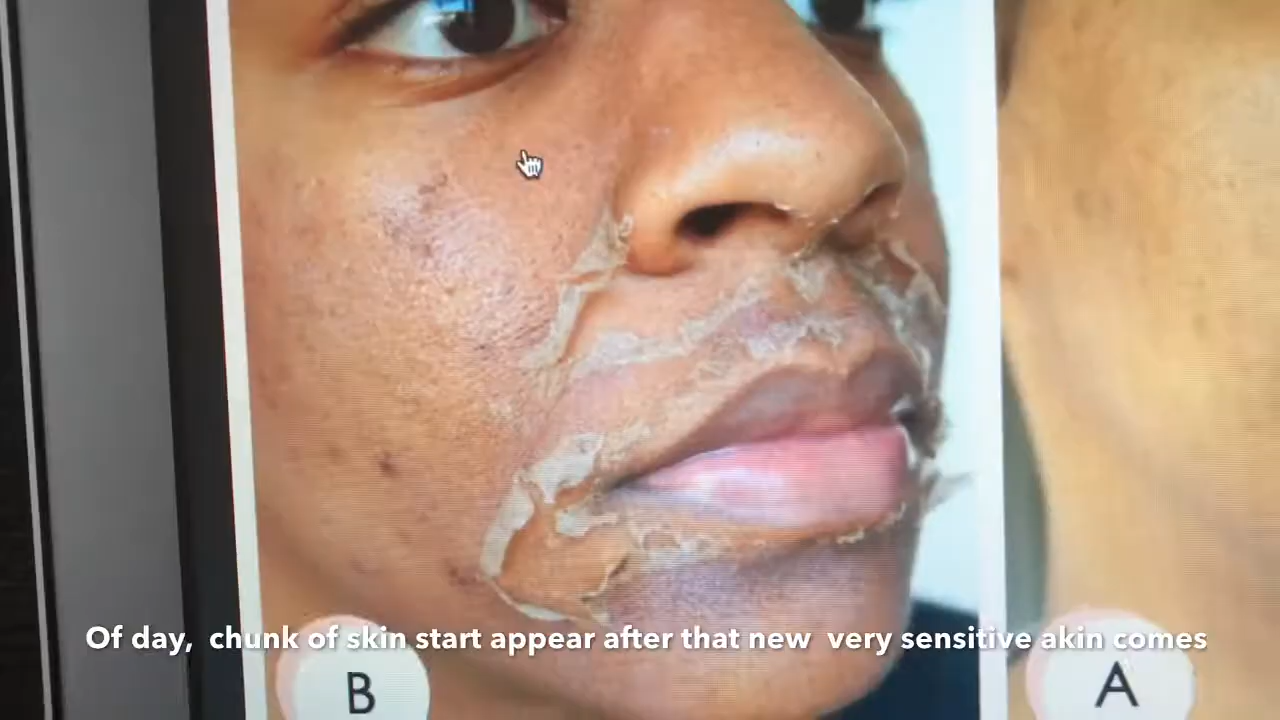 Of day, chunk of skin start appear after that new very sensitive akin comes
B
A